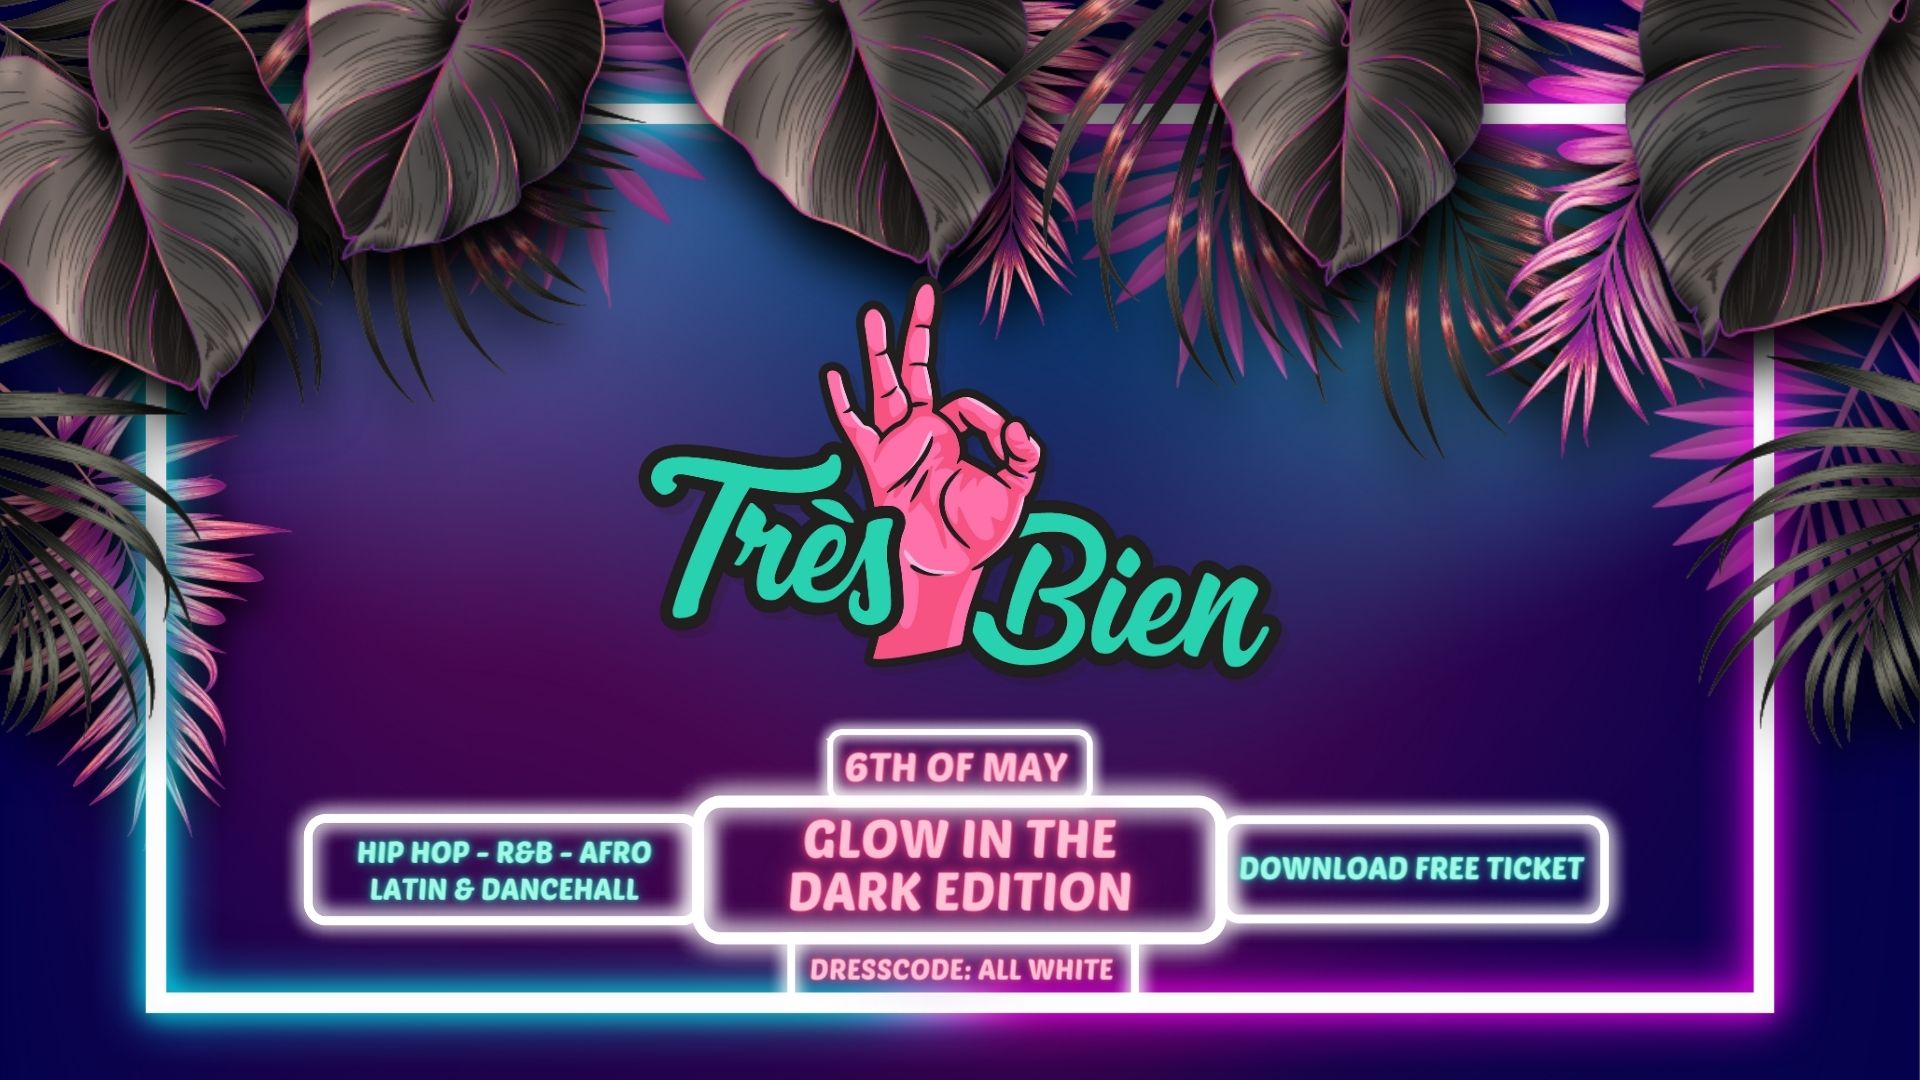 Très Bien
6TH OF MAY
HIP HOP - R&B - AFRO
LATIN & DANCEHALL
GLOW IN THE
DARK EDITION
DOWNLOAD FREE TICKET
DRESSCODE: ALL WHITE